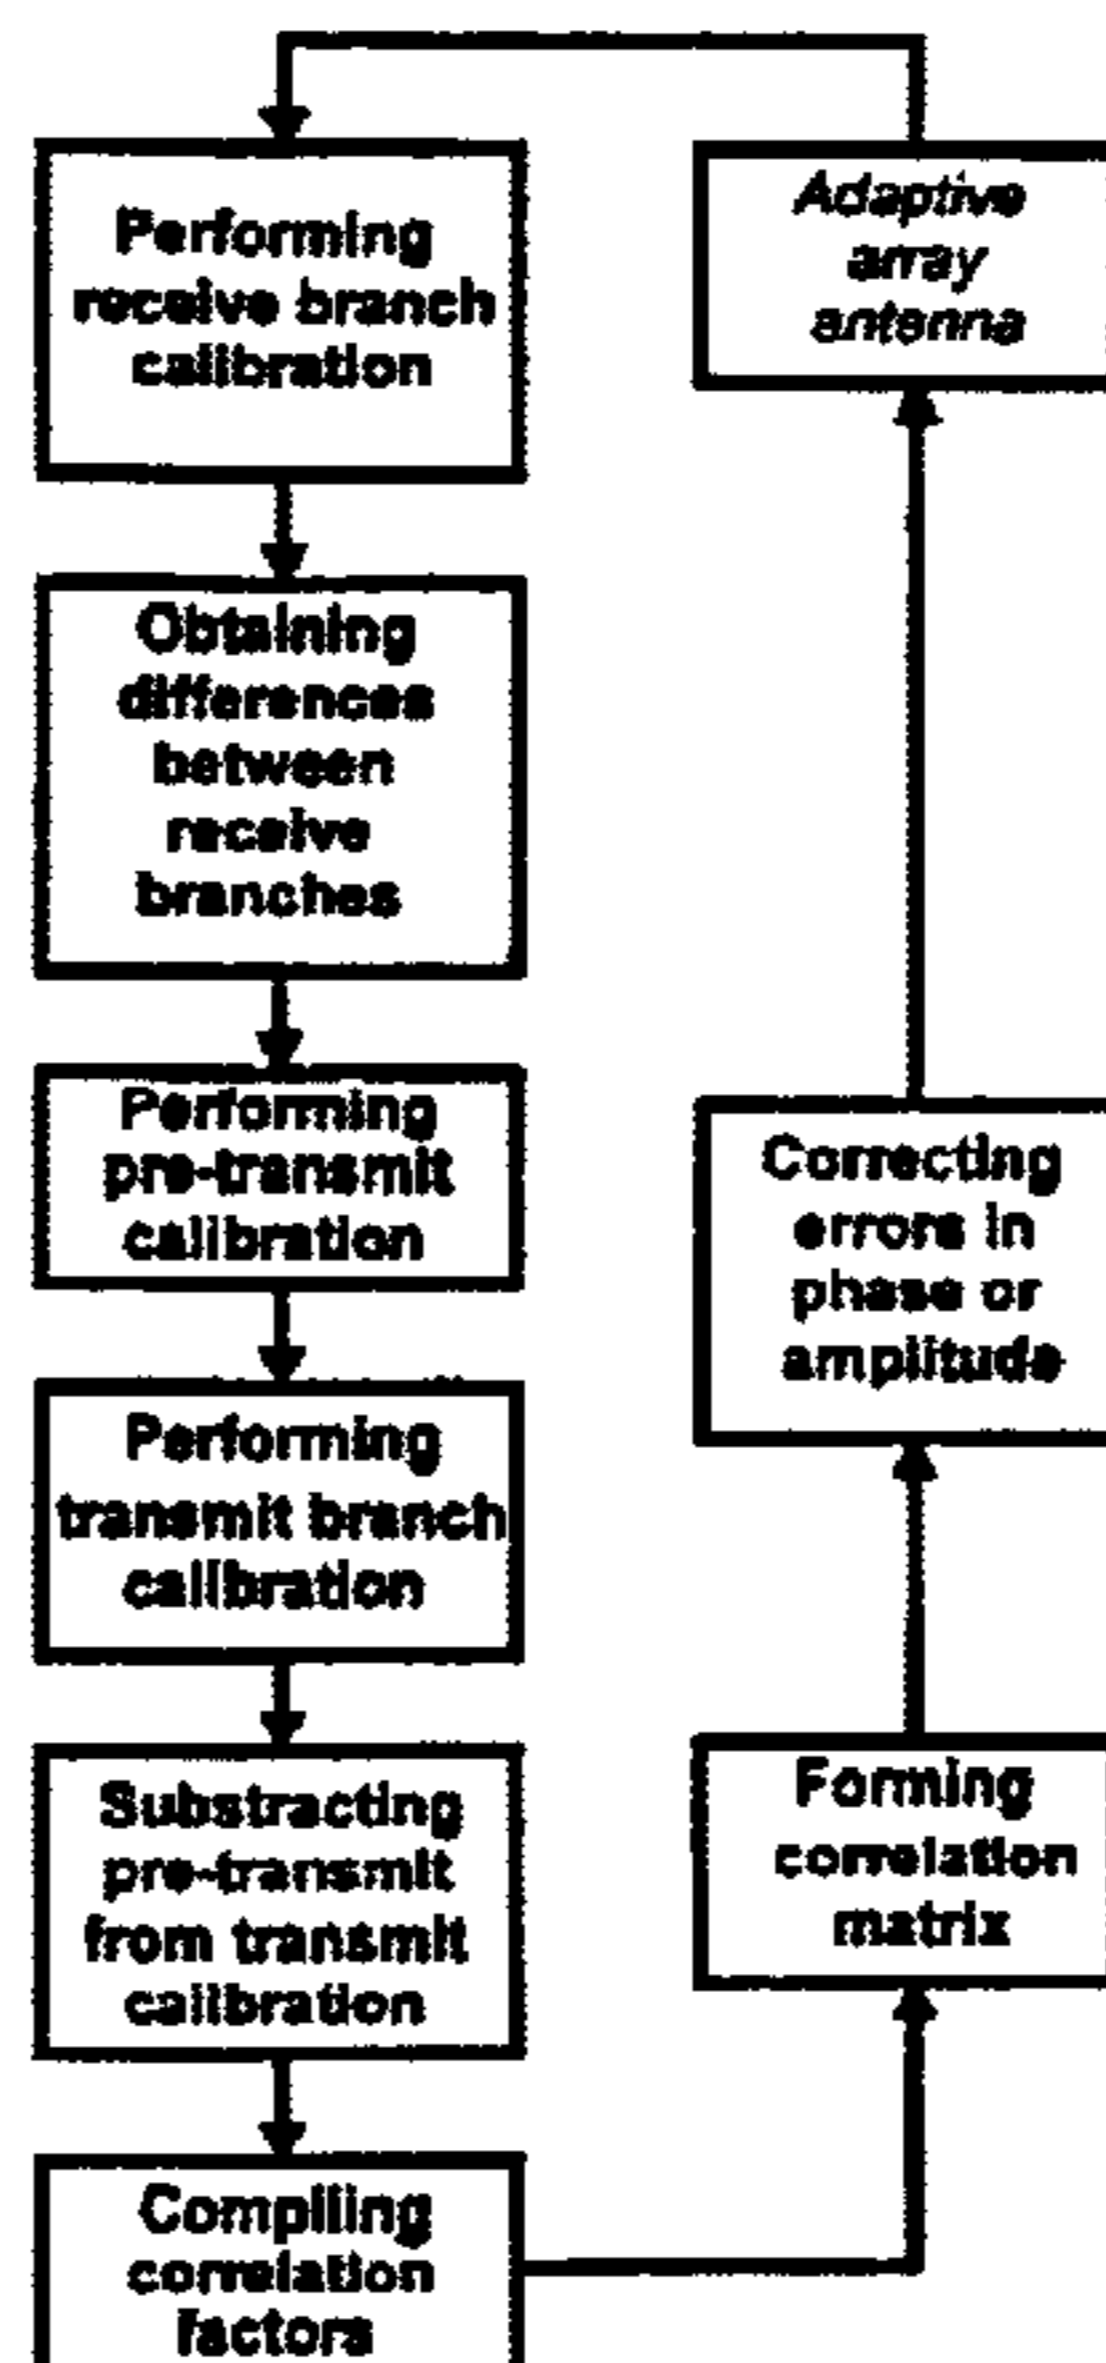 Performing
receive branch
calibration
Obtaining
differences
between
receive
branches
Performing
pre-transmit
calibration
Performing
transmit branch
calibration
Substracting
pre-transmit
from transmit
calibration
Compiling
correlation
factors
Adaptive
array
antenna
Correcting
errors in
phase or
amplitude
Forming
correlation
matrix